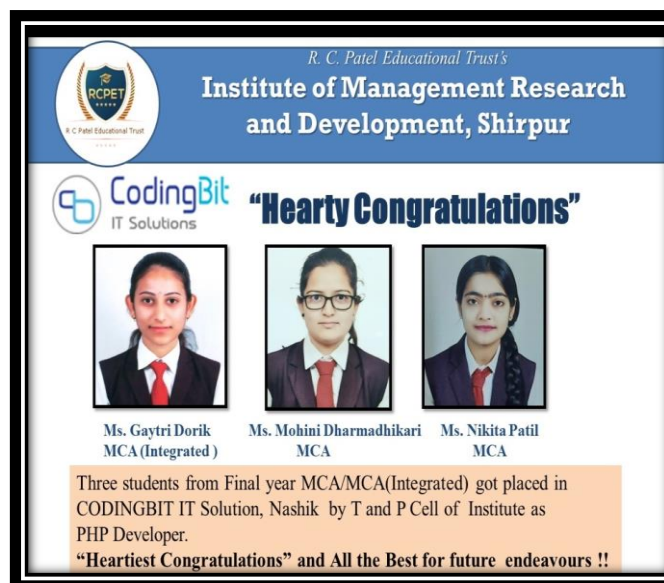 R. C. Patel Educational Trust's
Institute of Management Research
and Development, Shirpur
RCPET
R C Patel Educational Trust
CodingBit
IT Solutions
"Hearty Congratulations"
Ms. Gaytri Dorik
MCA (Integrated )
Ms. Mohini Dharmadhikari
MCA
Ms. Nikita Patil
MCA
Three students from Final year MCA/MCA(Integrated) got placed in
CODINGBIT IT Solution, Nashik by T and P Cell of Institute as
PHP Developer.
"Heartiest Congratulations" and All the Best for future endeavours !!